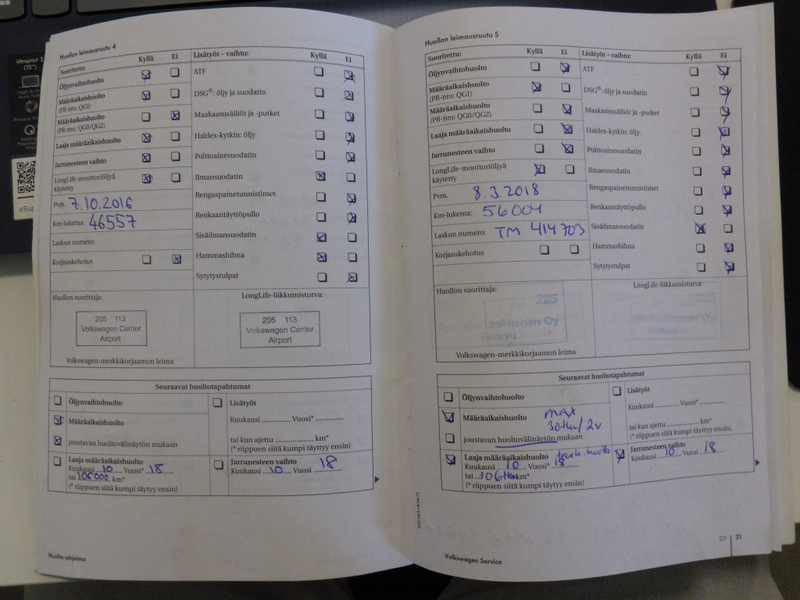 Huollon leimausruutu 4
Suoritettu: Kyllä Ei
Öljynvaihtohuolto
Määräaikaishuolto
(PR-nro: QG1)
Määräaikaishuolto
(PR-nro: QG0/QG2)
Laaja määräaikaishuolto
Jarrunesteen vaihto
LongLife-moottoriöljyä
käytetty
Pvm. 7.10.2016
Km-lukema: 46557
Laskun numero:
Korjauskehotus
Lisätyöt – vaihto: Kyllä Ei
ATF
DSG®: öljy ja suodatin
Maakaasusäiliöt ja -putket
Haldex-kytkin: öljy
Polttoainesuodatin
Ilmansuodatin
Rengaspainetunnistimet
Renkaantäyttöpullo
Sisäilmansuodatin
Hammashihna
Sytytystulpat
Huollon suorittaja:
205 113
Volkswagen Center
Airport
LongLife-liikkumisturva:
205 113
Volkswagen Center
Airport
Volkswagen-merkkikorjaamon leima
Seuraavat huoltotapahtumat
Öljynvaihtohuolto
Määräaikaishuolto
joustavan huoltovälinäytön mukaan
Lisätyöt
Kuukausi Vuosi*
tai kun ajettu km*
(* riippuen siitä kumpi täyttyy ensin)
Laaja määräaikaishuolto
Kuukausi 10 Vuosi* 18
tai 106000 km*
(* riippuen siitä kumpi täyttyy ensin)
Jarrunesteen vaihto
Kuukausi 10 Vuosi 18
Huolto-ohjelma
Huollon leimausruutu 5
Suoritettu: Kyllä Ei
Öljynvaihtohuolto
Määräaikaishuolto
(PR-nro: QG1)
Määräaikaishuolto
(PR-nro: QG0/QG2)
Laaja määräaikaishuolto
Jarrunesteen vaihto
LongLife-moottoriöljyä
käytetty
Pvm. 8.3.2018
Km-lukema: 56004
Laskun numero: TM 414703
Korjauskehotus
Lisätyöt – vaihto: Kyllä Ei
ATF
DSG®: öljy ja suodatin
Maakaasusäiliöt ja -putket
Haldex-kytkin: öljy
Polttoainesuodatin
Ilmansuodatin
Rengaspainetunnistimet
Renkaantäyttöpullo
Sisäilmansuodatin
Hammashihna
Sytytystulpat
Huollon suorittaja:
225
LongLife-liikkumisturva:
Volkswagen-merkkikorjaamon leima
Seuraavat huoltotapahtumat
Öljynvaihtohuolto
Määräaikaishuolto max
30tkm/2v
joustavan huoltovälinäytön mukaan
Lisätyöt
Kuukausi Vuosi*
tai kun ajettu km*
(* riippuen siitä kumpi täyttyy ensin)
Laaja määräaikaishuolto
Kuukausi 10 Vuosi* 18
tai km*
(* riippuen siitä kumpi täyttyy ensin)
Jarrunesteen vaihto
Kuukausi 10 Vuosi 18
Volkswagen Service
20 21